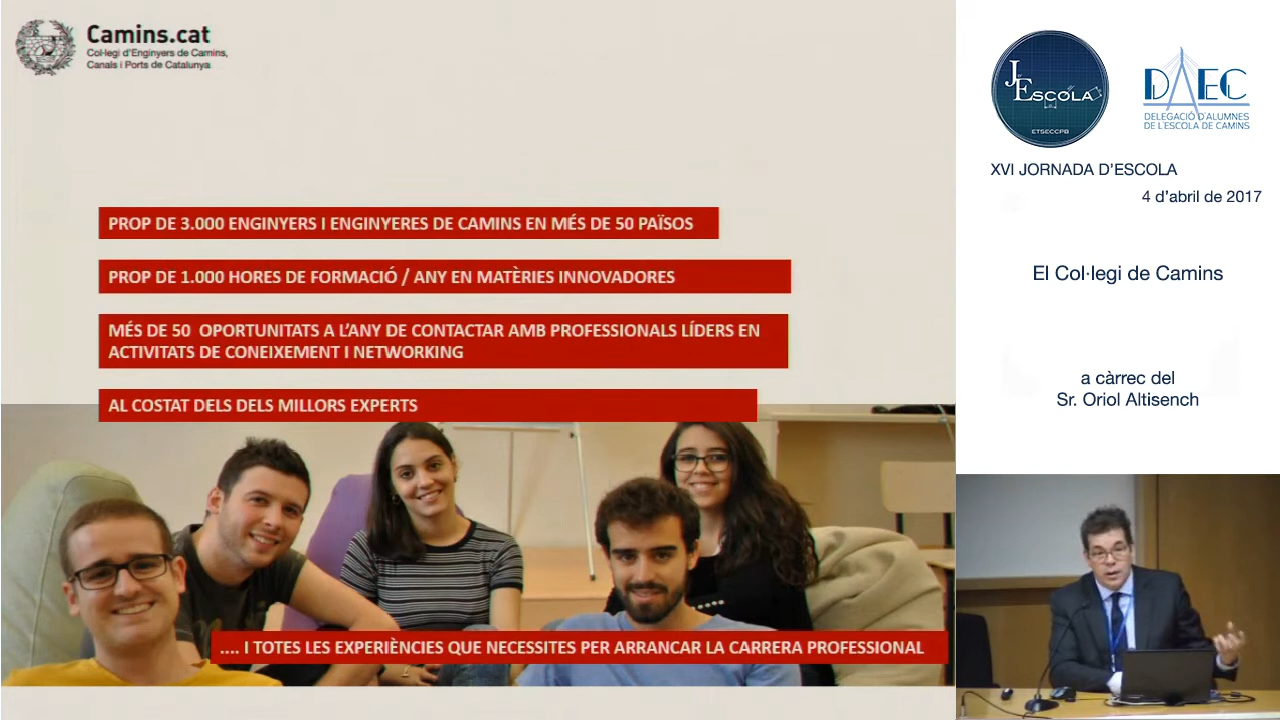 Camins.cat
Col·legi d'Enginyers de Camins,
Canals i Ports de Catalunya
PROP DE 3.000 ENGINYERS I ENGINYERES DE CAMINS EN MÉS DE 50 PAÏSOS
PROP DE 1.000 HORES DE FORMACIÓ / ANY EN MATÈRIES INNOVADORES
MÉS DE 50 OPORTUNITATS A L'ANY DE CONTACTAR AMB PROFESSIONALS LÍDERS EN
ACTIVITATS DE CONEIXEMENT I NETWORKING
AL COSTAT DELS DELS MILLORS EXPERTS
.... I TOTES LES EXPERIÈNCIES QUE NECESSITES PER ARRANCAR LA CARRERA PROFESSIONAL
J
ESCOLA
ETSECCPB
DAEC
DELEGACIÓ D'ALUMNES
DE L'ESCOLA DE CAMINS
XVI JORNADA D'ESCOLA
4 d'abril de 2017
El Col·legi de Camins
a càrrec del
Sr. Oriol Altisench